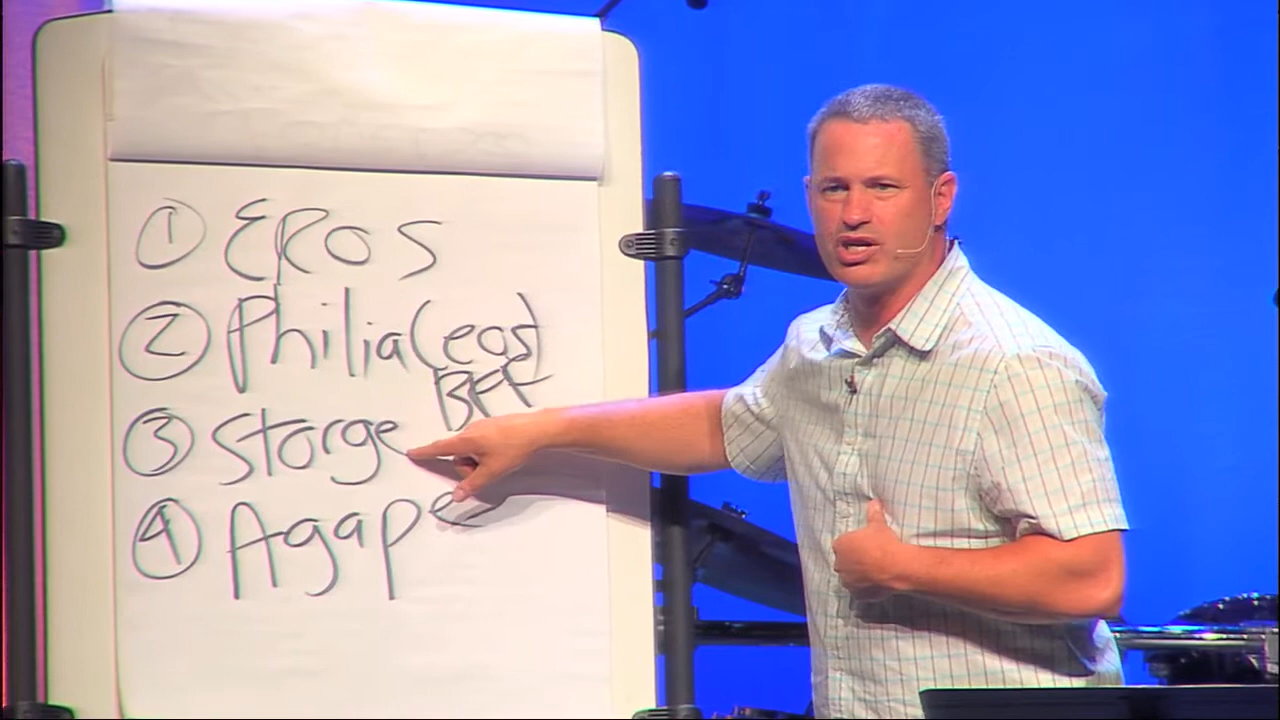 ① EROS
② Philia (eos)
BFF
③ Storge
④ Agape